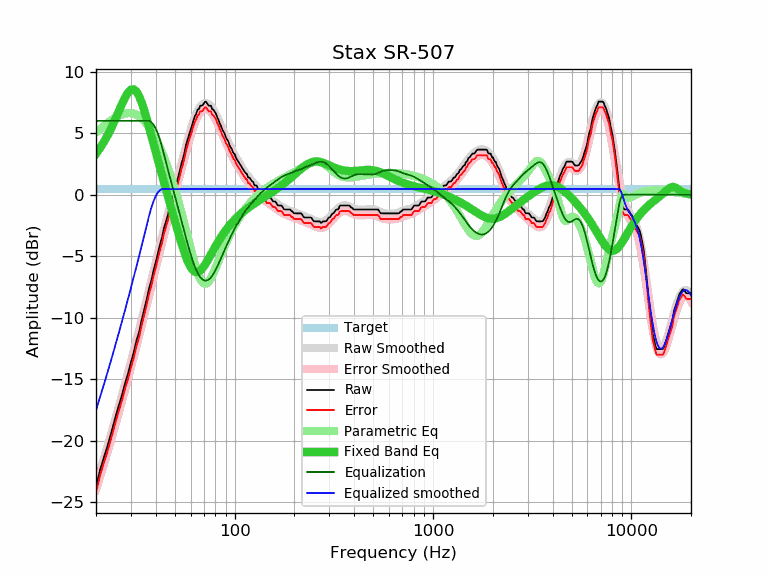 Stax SR-507
10
5
0
−5
−10
−15
−20
−25
Amplitude (dBr)
Target
Raw Smoothed
Error Smoothed
Raw
Error
Parametric Eq
Fixed Band Eq
Equalization
Equalized smoothed
100
1000
10000
Frequency (Hz)